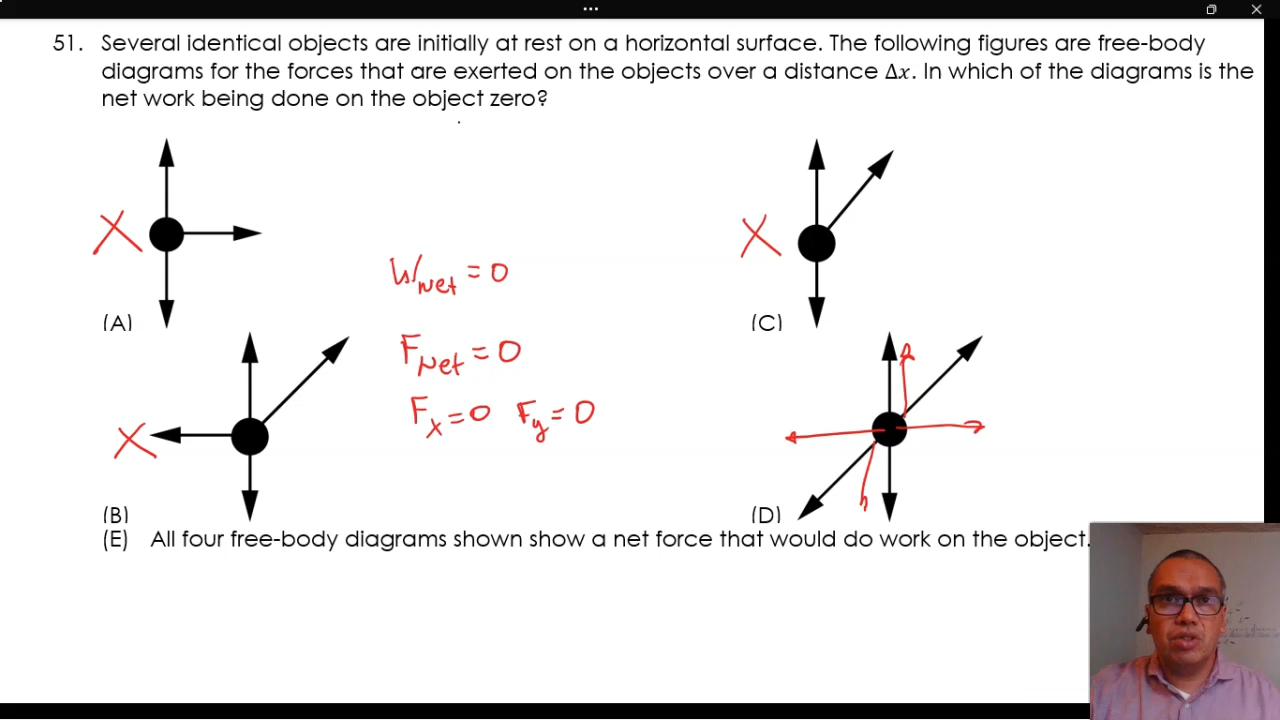 51. Several identical objects are initially at rest on a horizontal surface. The following figures are free-body
diagrams for the forces that are exerted on the objects over a distance Δx. In which of the diagrams is the
net work being done on the object zero?
W_Net = 0
(A)
(C)
F_Net = 0
F_x = 0 F_y = 0
(B)
(D)
(E) All four free-body diagrams shown show a net force that would do work on the object.